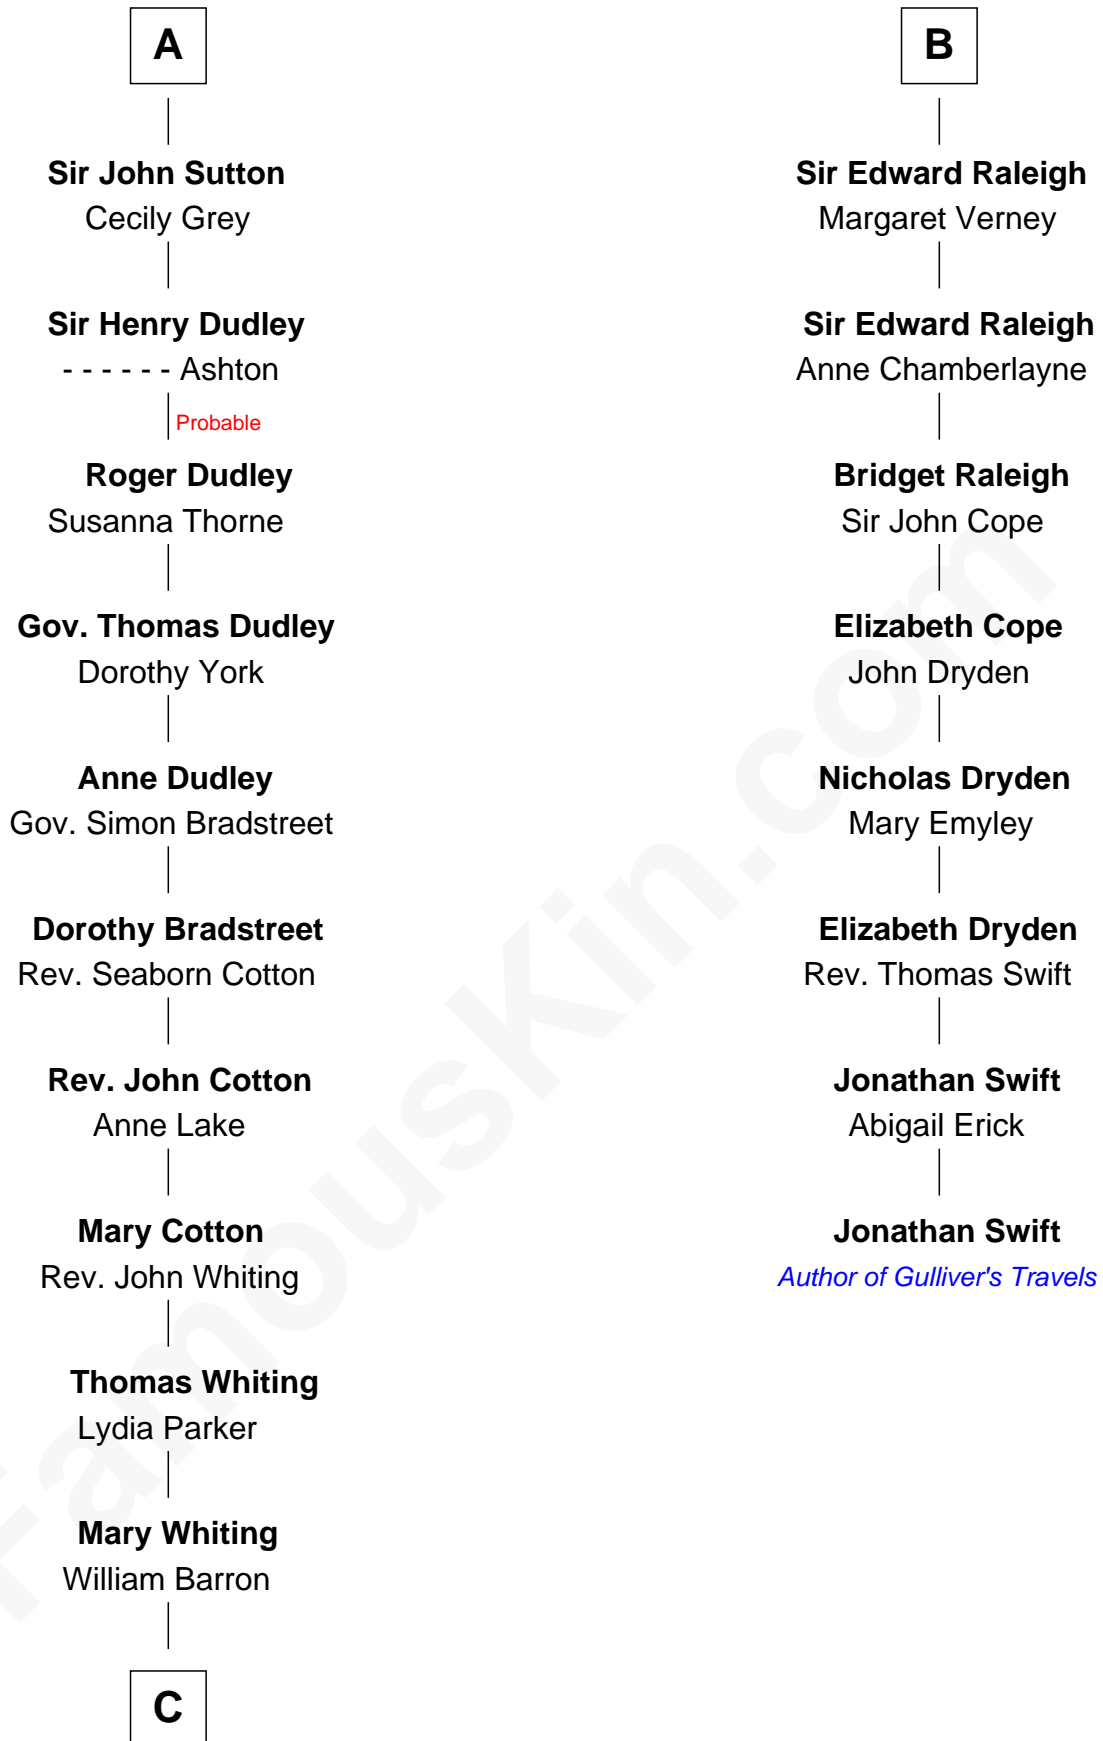 A
Sir John Sutton
Cecily Grey
Sir Henry Dudley
- - - - - - Ashton
Probable
Roger Dudley
Susanna Thorne
Gov. Thomas Dudley
Dorothy York
Anne Dudley
Gov. Simon Bradstreet
Dorothy Bradstreet
Rev. Seaborn Cotton
Rev. John Cotton
Anne Lake
Mary Cotton
Rev. John Whiting
Thomas Whiting
Lydia Parker
Mary Whiting
William Barron
C
B
Sir Edward Raleigh
Margaret Verney
Sir Edward Raleigh
Anne Chamberlayne
Bridget Raleigh
Sir John Cope
Elizabeth Cope
John Dryden
Nicholas Dryden
Mary Emyley
Elizabeth Dryden
Rev. Thomas Swift
Jonathan Swift
Abigail Erick
Jonathan Swift
Author of Gulliver's Travels
FamousKin.com